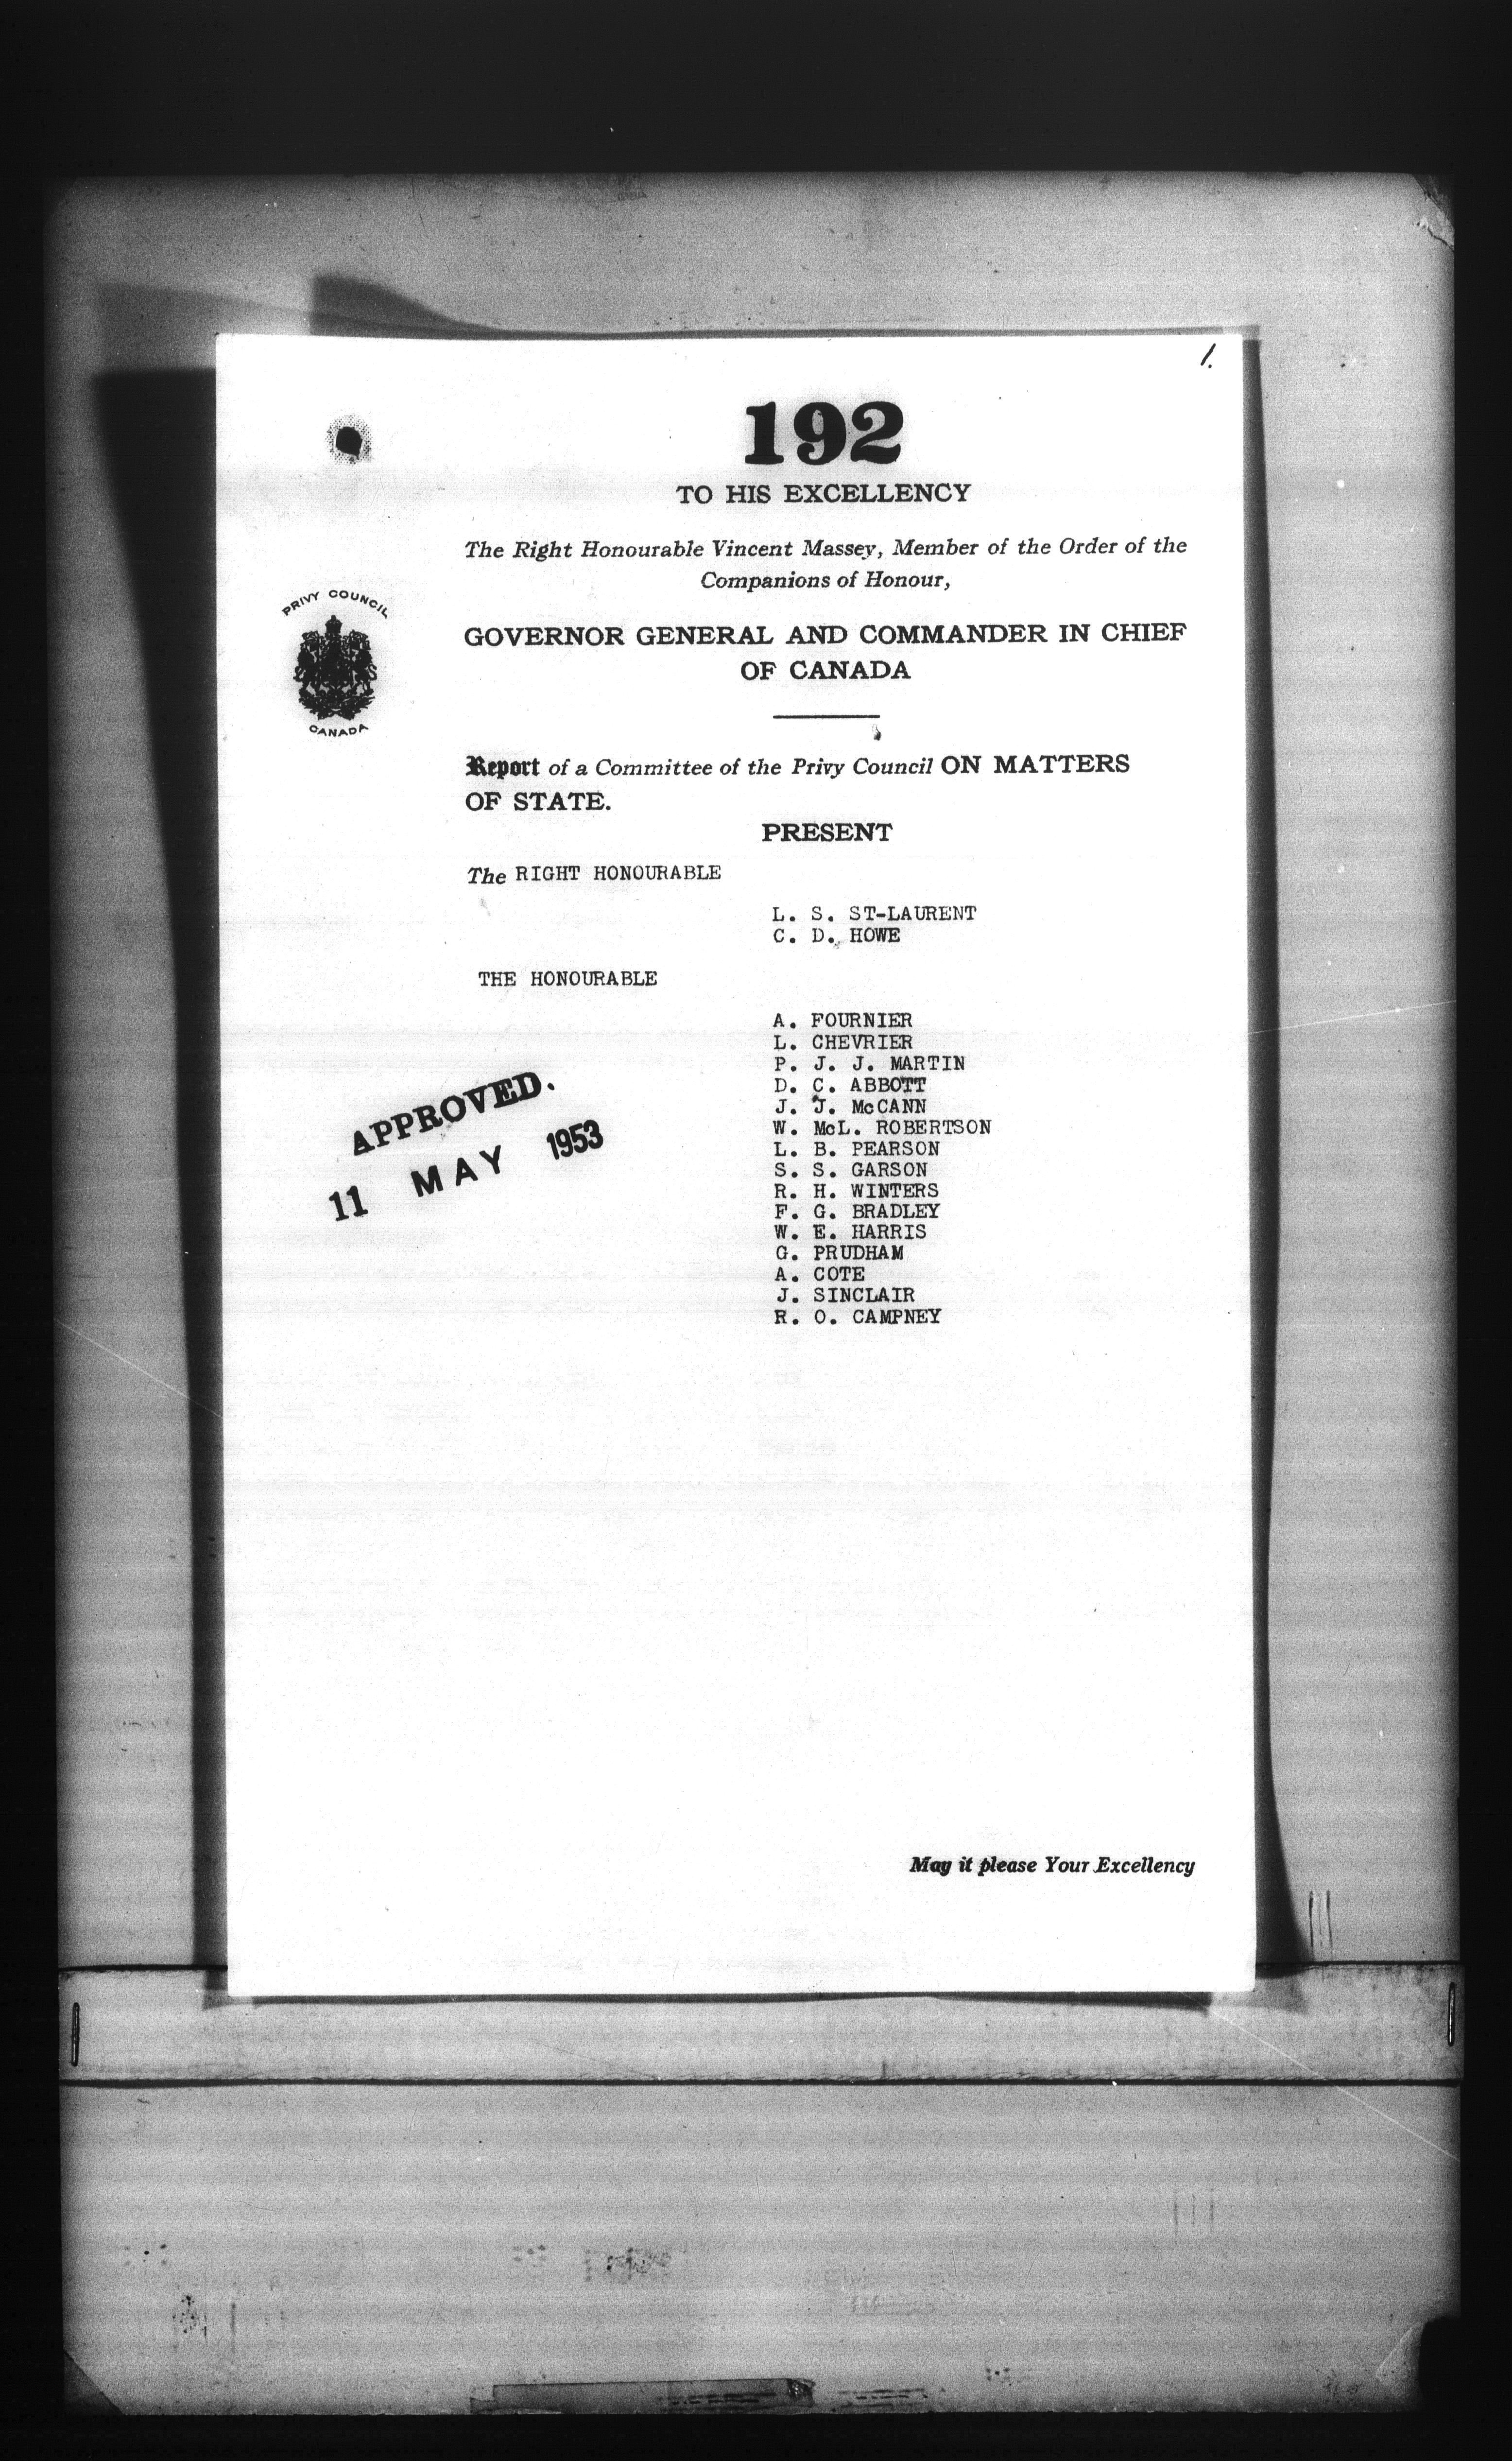 1.
192
TO HIS EXCELLENCY
The Right Honourable Vincent Massey, Member of the Order of the
Companions of Honour,
PRIVY COUNCIL
CANADA
GOVERNOR GENERAL AND COMMANDER IN CHIEF
OF CANADA
Report of a Committee of the Privy Council ON MATTERS
OF STATE.
PRESENT
The RIGHT HONOURABLE
L. S. ST-LAURENT
C. D. HOWE
THE HONOURABLE
A. FOURNIER
L. CHEVRIER
P. J. J. MARTIN
D. C. ABBOTT
J. J. McCANN
W. McL. ROBERTSON
L. B. PEARSON
S. S. GARSON
R. H. WINTERS
F. G. BRADLEY
W. E. HARRIS
G. PRUDHAM
A. COTE
J. SINCLAIR
R. O. CAMPNEY
APPROVED.
11 MAY 1953
May it please Your Excellency